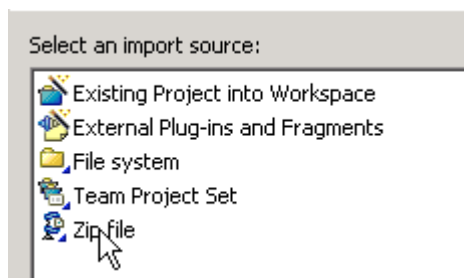 Select an import source:
Existing Project into Workspace
External Plug-ins and Fragments
File system
Team Project Set
Zip file